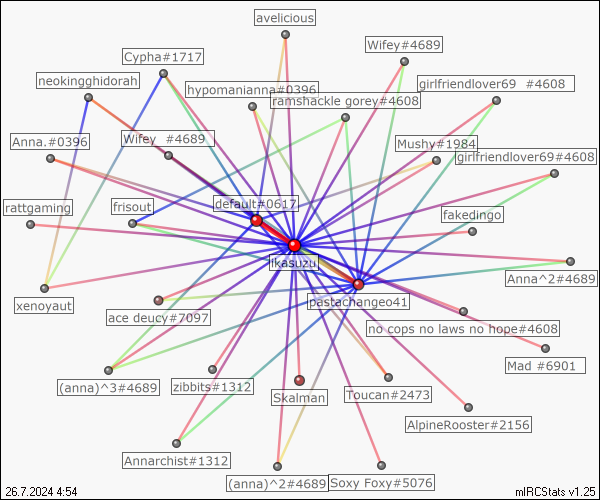 avelicious
Wifey#4689
Cypha#1717
neokingghidorah
hypomanianna#0396
girlfriendlover69  #4608
ramshackle gorey#4608
Anna.#0396
Wifey  #4689
Mushy#1984
girlfriendlover69#4608
rattgaming
frisout
default#0617
fakedingo
ikasuzu
Anna^2#4689
xenoyaut
pastachangeo41
ace deucy#7097
no cops no laws no hope#4608
Mad #6901
(anna)^3#4689
zibbits#1312
Skalman
Toucan#2473
AlpineRooster#2156
Annarchist#1312
(anna)^2#4689
Soxy Foxy#5076
26.7.2024 4:54
mIRCStats v1.25